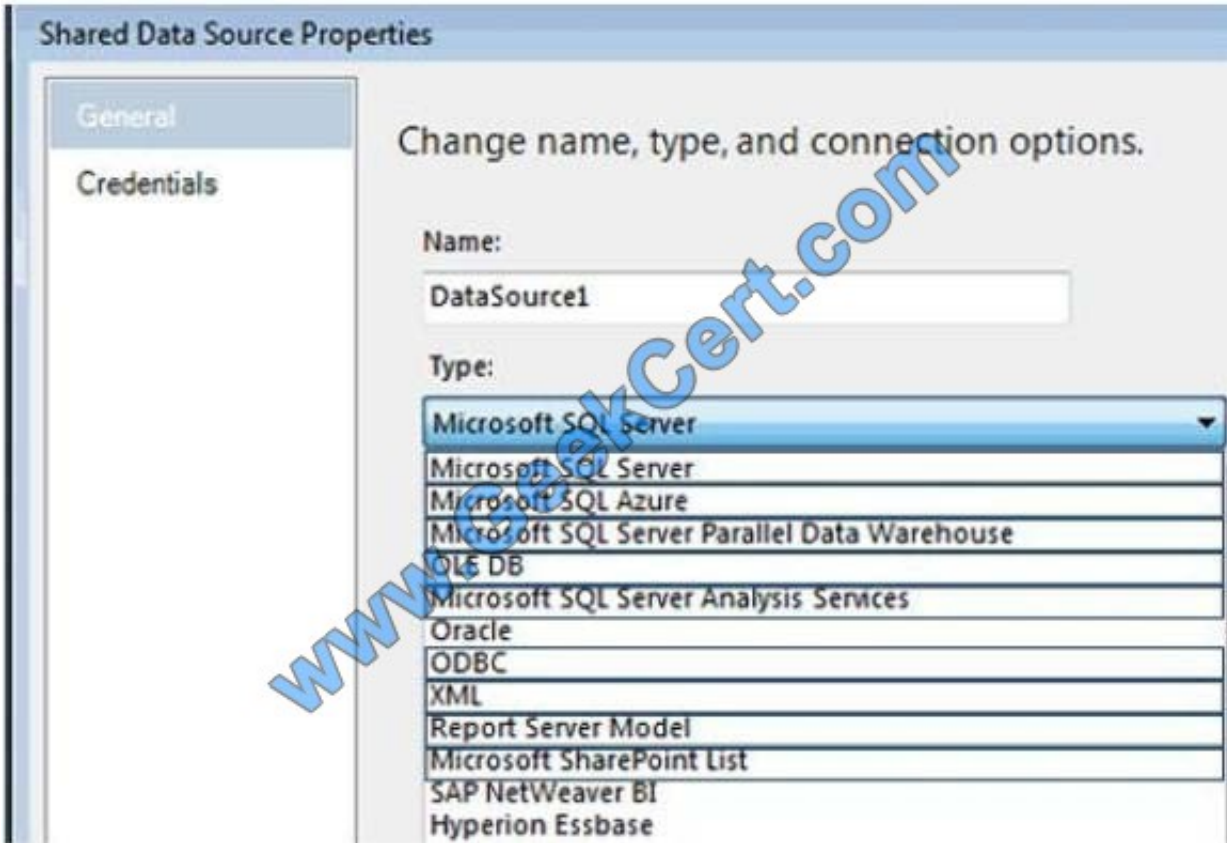 Shared Data Source Properties
General
Credentials
Change name, type, and connection options.
Name:
DataSource1
Type:
Microsoft SQL Server
Microsoft SQL Server
Microsoft SQL Azure
Microsoft SQL Server Parallel Data Warehouse
OLE DB
Microsoft SQL Server Analysis Services
Oracle
ODBC
XML
Report Server Model
Microsoft SharePoint List
SAP NetWeaver BI
Hyperion Essbase
www.GeekCert.com